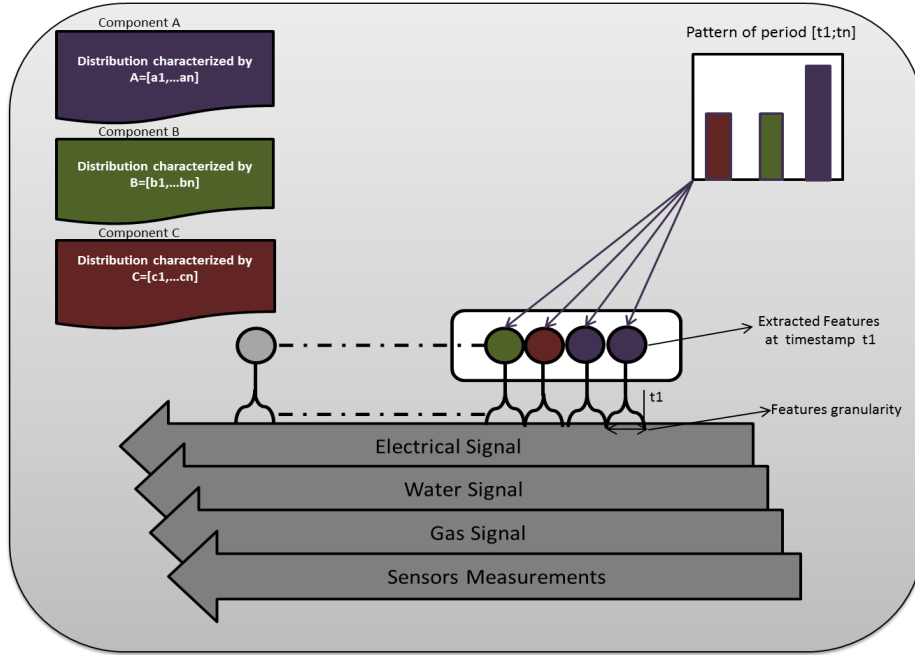 Component A
Distribution characterized by
A=[a1,...an]
Component B
Distribution characterized by
B=[b1,...bn]
Component C
Distribution characterized by
C=[c1,...cn]
Pattern of period [t1;tn]
Extracted Features
at timestamp t1
t1
Features granularity
Electrical Signal
Water Signal
Gas Signal
Sensors Measurements